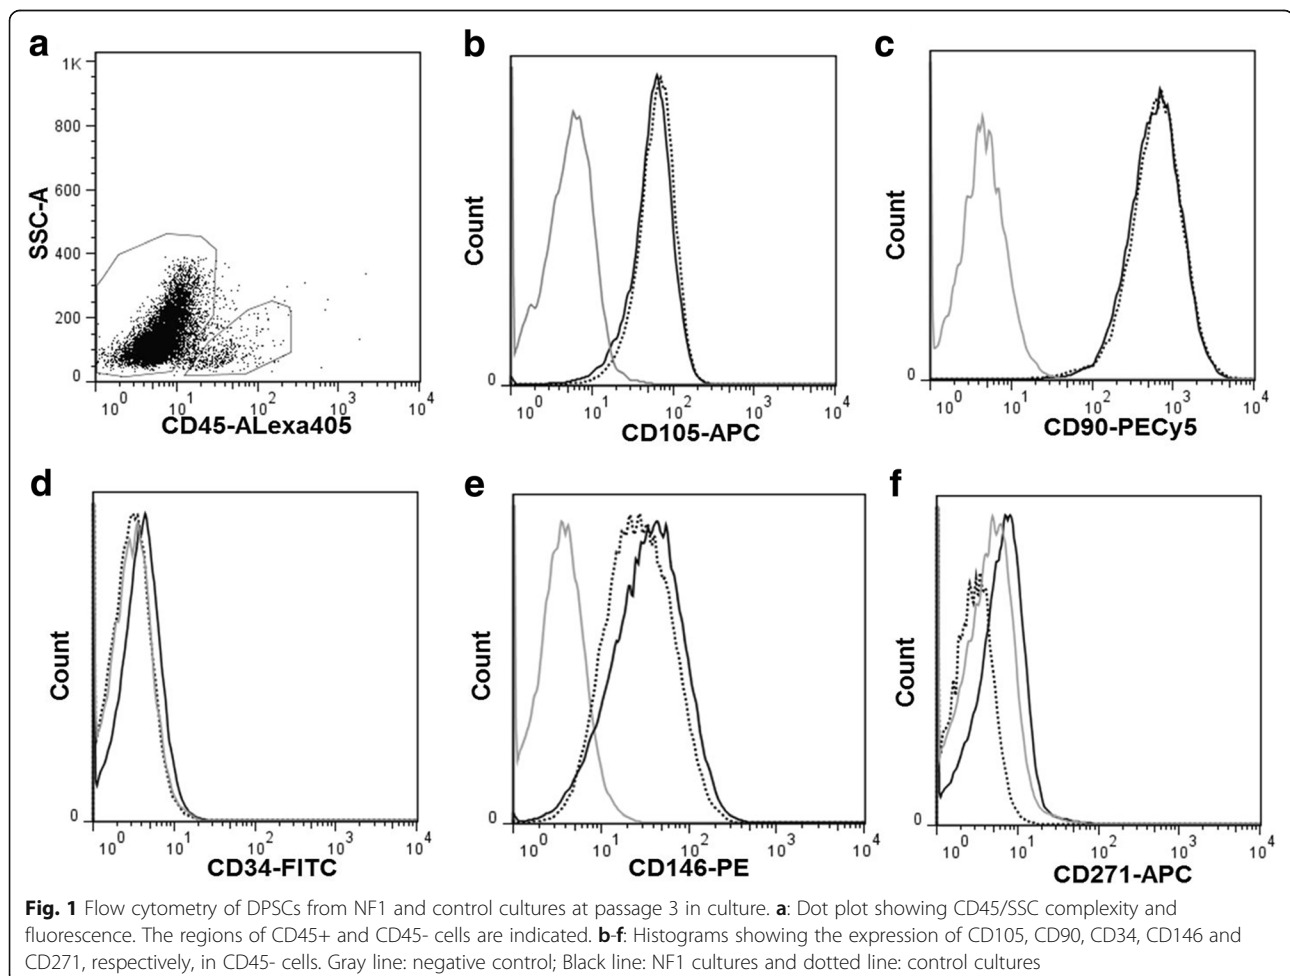 a
1K
800
600
400
200
0
SSC-A
10^0 10^1 10^2 10^3 10^4
CD45-ALexa405
b
Count
0
10^0 10^1 10^2 10^3 10^4
CD105-APC
c
Count
0
10^0 10^1 10^2 10^3 10^4
CD90-PECy5
d
Count
0
10^0 10^1 10^2 10^3 10^4
CD34-FITC
e
Count
0
10^0 10^1 10^2 10^3 10^4
CD146-PE
f
Count
0
10^0 10^1 10^2 10^3 10^4
CD271-APC
Fig. 1 Flow cytometry of DPSCs from NF1 and control cultures at passage 3 in culture. a: Dot plot showing CD45/SSC complexity and
fluorescence. The regions of CD45+ and CD45- cells are indicated. b-f: Histograms showing the expression of CD105, CD90, CD34, CD146 and
CD271, respectively, in CD45- cells. Gray line: negative control; Black line: NF1 cultures and dotted line: control cultures